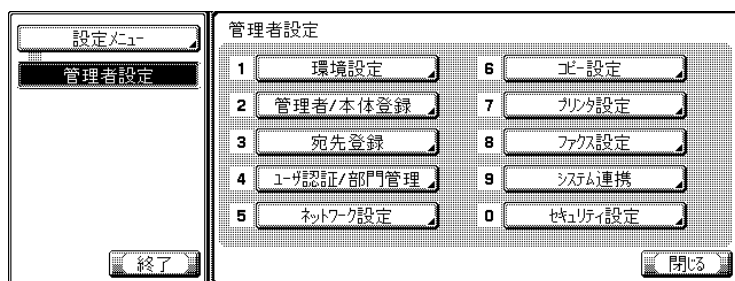 設定ﾒﾆｭｰ
管理者設定
終了
管理者設定
1 環境設定
2 管理者/本体登録
3 宛先登録
4 ﾕｰｻﾞ認証/部門管理
5 ﾈｯﾄﾜｰｸ設定
6 ｺﾋﾟｰ設定
7 ﾌﾟﾘﾝﾀ設定
8 ﾌｧｸｽ設定
9 ｼｽﾃﾑ連携
0 ｾｷｭﾘﾃｨ設定
閉じる